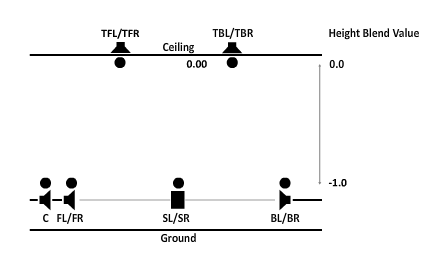 TFL/TFR
TBL/TBR
Height Blend Value
Ceiling
0.00
0.0
-1.0
C
FL/FR
SL/SR
BL/BR
Ground